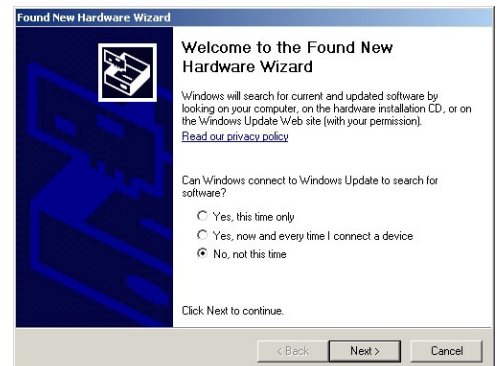 Found New Hardware Wizard
Welcome to the Found New
Hardware Wizard
Windows will search for current and updated software by
looking on your computer, on the hardware installation CD, or on
the Windows Update Web site (with your permission).
Read our privacy policy
Can Windows connect to Windows Update to search for
software?
Yes, this time only
Yes, now and every time I connect a device
No, not this time
Click Next to continue.
< Back
Next >
Cancel